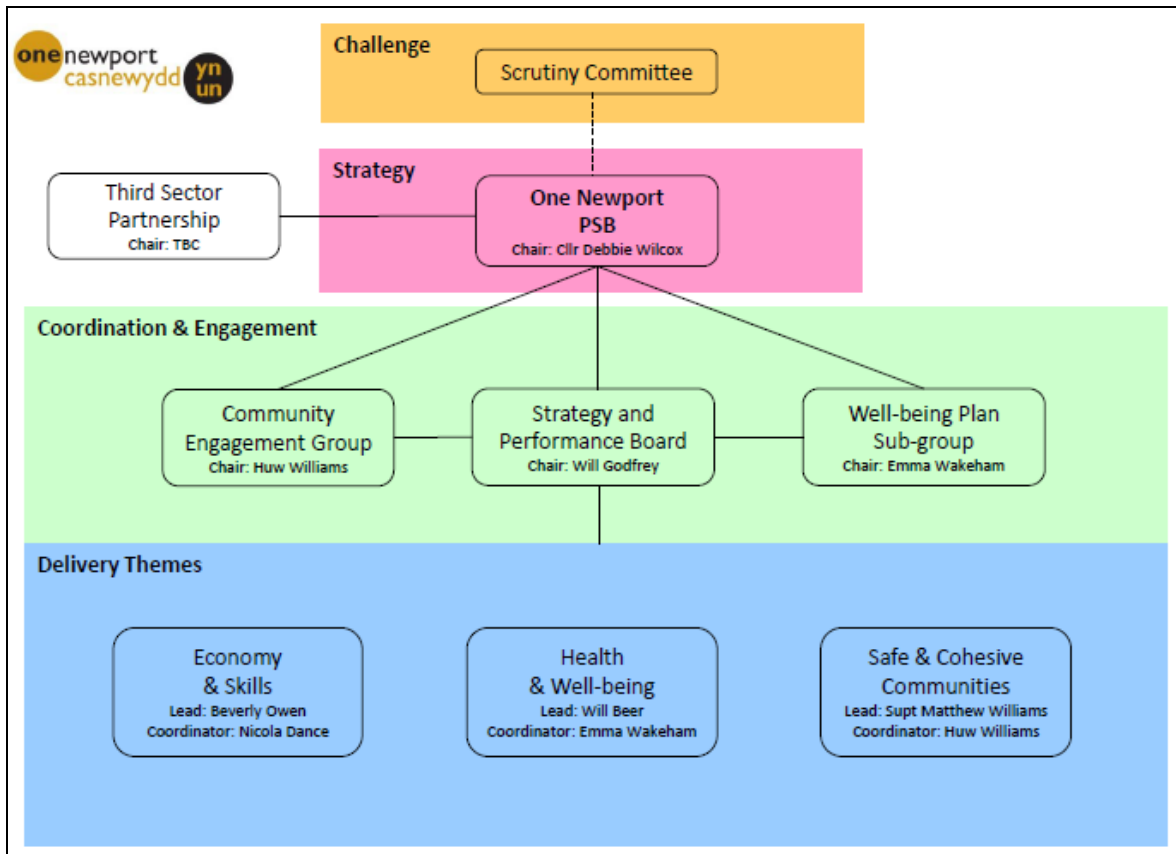 onenewport
casnewydd yn
un
Challenge
Scrutiny Committee
Strategy
Third Sector
Partnership
Chair: TBC
One Newport
PSB
Chair: Cllr Debbie Wilcox
Coordination & Engagement
Community
Engagement Group
Chair: Huw Williams
Strategy and
Performance Board
Chair: Will Godfrey
Well-being Plan
Sub-group
Chair: Emma Wakeham
Delivery Themes
Economy
& Skills
Lead: Beverly Owen
Coordinator: Nicola Dance
Health
& Well-being
Lead: Will Beer
Coordinator: Emma Wakeham
Safe & Cohesive
Communities
Lead: Supt Matthew Williams
Coordinator: Huw Williams